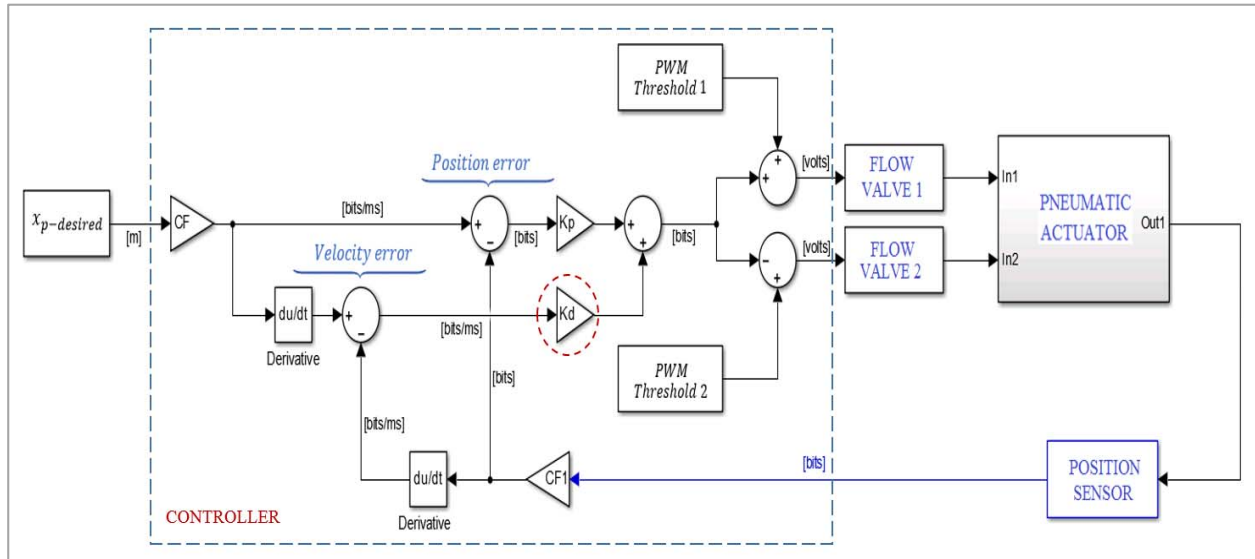 PWM
Threshold 1
+
+
[volts]
FLOW
VALVE 1
In1
PNEUMATIC
ACTUATOR
Out1
In2
Position error
x_{p-desired}
[m]
CF
[bits/ms]
+
-
[bits]
Kp
+
+
[bits]
-
+
[volts]
FLOW
VALVE 2
Velocity error
du/dt
Derivative
+
-
[bits/ms]
Kd
[bits]
PWM
Threshold 2
[bits/ms]
du/dt
Derivative
CF1
[bits]
POSITION
SENSOR
CONTROLLER